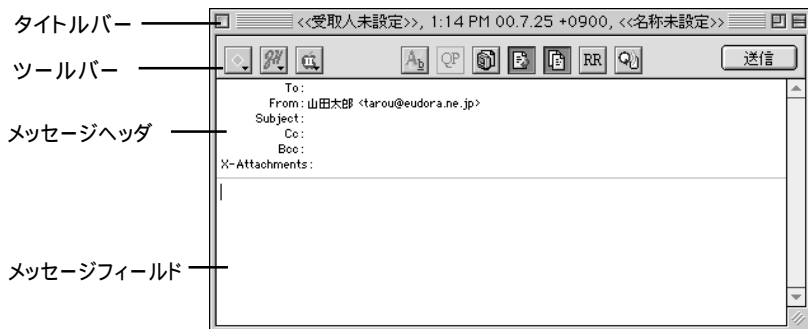 タイトルバー
<<受取人未設定>>, 1:14 PM 00.7.25 +0900, <<名称未設定>>
ツールバー
QP
RR
送信
To:
From: 山田太郎 <tarou@eudora.ne.jp>
Subject:
メッセージヘッダ
Cc:
Bcc:
X-Attachments:
メッセージフィールド